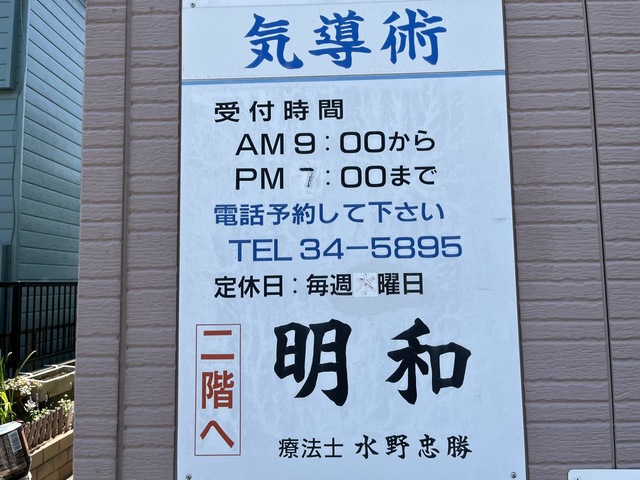 気導術
受付時間
AM 9:00から
PM 7:00まで
電話予約して下さい
TEL 34-5895
定休日:毎週水曜日
二階へ
明和
療法士 水野忠勝